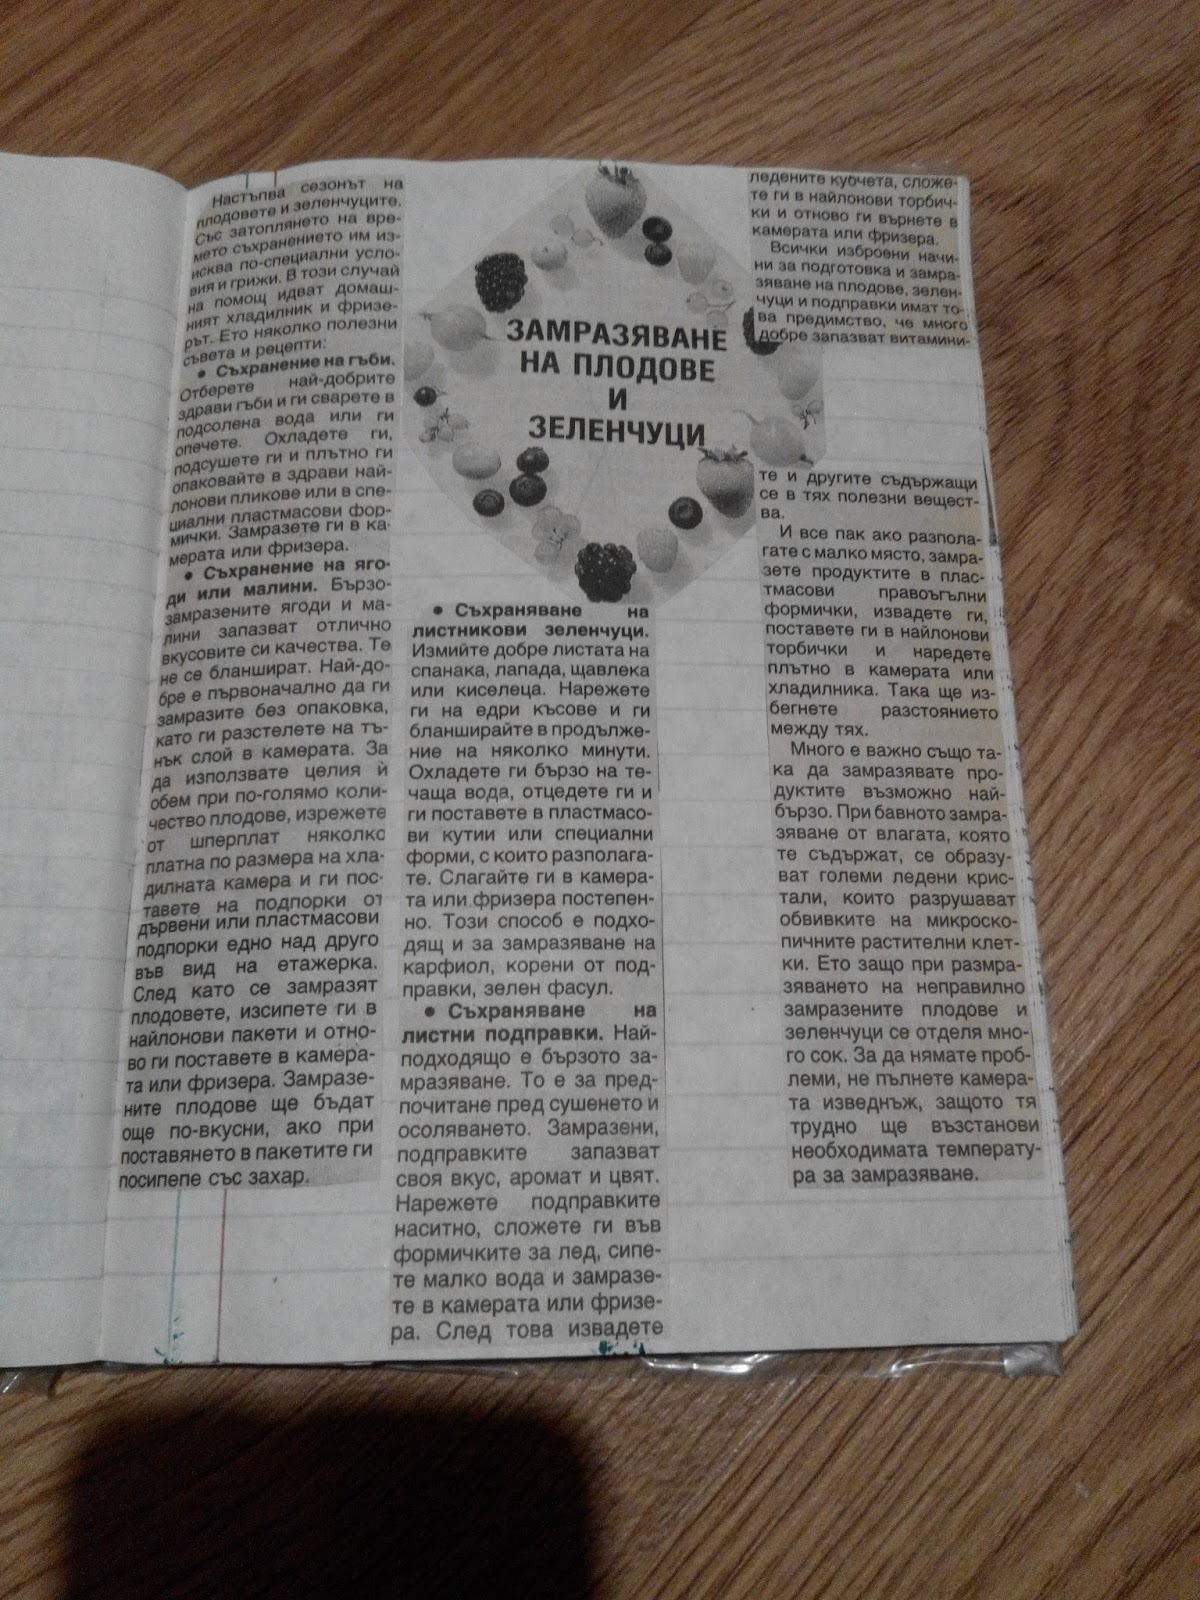 Настъпва сезонът на
плодовете и зеленчуците.
Със затоплянето на вре-
мето съхранението им из-
исква по-специални усло-
вия и грижи. В този случай
на помощ идват домаш-
ният хладилник и фризе-
рът. Ето няколко полезни
съвета и рецепти:
● Съхранение на гъби.
Отберете най-добрите
здрави гъби и ги сварете в
подсолена вода или ги
опечете. Охладете ги,
подсушете ги и плътно ги
опаковайте в здрави най-
лонови пликове или в спе-
циални пластмасови фор-
мички. Замразете ги в ка-
мерата или фризера.
● Съхранение на яго-
ди или малини. Бързо-
замразените ягоди и ма-
лини запазват отлично
вкусовите си качества. Те
не се бланшират. Най-до-
бре е първоначално да ги
замразите без опаковка,
като ги разстелете на тъ-
нък слой в камерата. За
да използвате целия ѝ
обем при по-голямо коли-
чество плодове, изрежете
от шперплат няколко
платна по размера на хла-
дилната камера и ги пос-
тавете на подпорки от
дървени или пластмасови
подпорки едно над друго
във вид на етажерка.
След като се замразят
плодовете, изсипете ги в
найлонови пакети и отно-
во ги поставете в камера-
та или фризера. Замразе-
ните плодове ще бъдат
още по-вкусни, ако при
поставянето в пакетите ги
посипепе със захар.
ЗАМРАЗЯВАНЕ
НА ПЛОДОВЕ
И
ЗЕЛЕНЧУЦИ
● Съхраняване на
листникови зеленчуци.
Измийте добре листата на
спанака, лапада, щавлека
или киселеца. Нарежете
ги на едри късове и ги
бланширайте в продълже-
ние на няколко минути.
Охладете ги бързо на те-
чаща вода, отцедете ги и
ги поставете в пластмасо-
ви кутии или специални
форми, с които разполага-
те. Слагайте ги в камера-
та или фризера постепен-
но. Този способ е подхо-
дящ и за замразяване на
карфиол, корени от под-
правки, зелен фасул.
● Съхраняване на
листни подправки. Най-
подходящо е бързото за-
мразяване. То е за пред-
почитане пред сушенето и
осоляването. Замразени,
подправките запазват
своя вкус, аромат и цвят.
Нарежете подправките
наситно, сложете ги във
формичките за лед, сипе-
те малко вода и замразе-
те в камерата или фризе-
ра. След това извадете
ледените кубчета, сложе-
те ги в найлонови торбич-
ки и отново ги върнете в
камерата или фризера.
Всички изброени начи-
ни за подготовка и замра-
зяване на плодове, зелен-
чуци и подправки имат то-
ва предимство, че много
добре запазват витамини-
те и другите съдържащи
се в тях полезни вещест-
ва.
И все пак ако разпола-
гате с малко място, замра-
зете продуктите в плас-
тмасови правоъгълни
формички, извадете ги,
поставете ги в найлонови
торбички и наредете
плътно в камерата или
хладилника. Така ще из-
бегнете разстоянието
между тях.
Много е важно също та-
ка да замразявате про-
дуктите възможно най-
бързо. При бавното замра-
зяване от влагата, която
те съдържат, се образу-
ват големи ледени крис-
тали, които разрушават
обвивките на микроско-
пичните растителни клет-
ки. Ето защо при размра-
зяването на неправилно
замразените плодове и
зеленчуци се отделя мно-
го сок. За да нямате проб-
леми, не пълнете камера-
та изведнъж, защото тя
трудно ще възстанови
необходимата температу-
ра за замразяване.